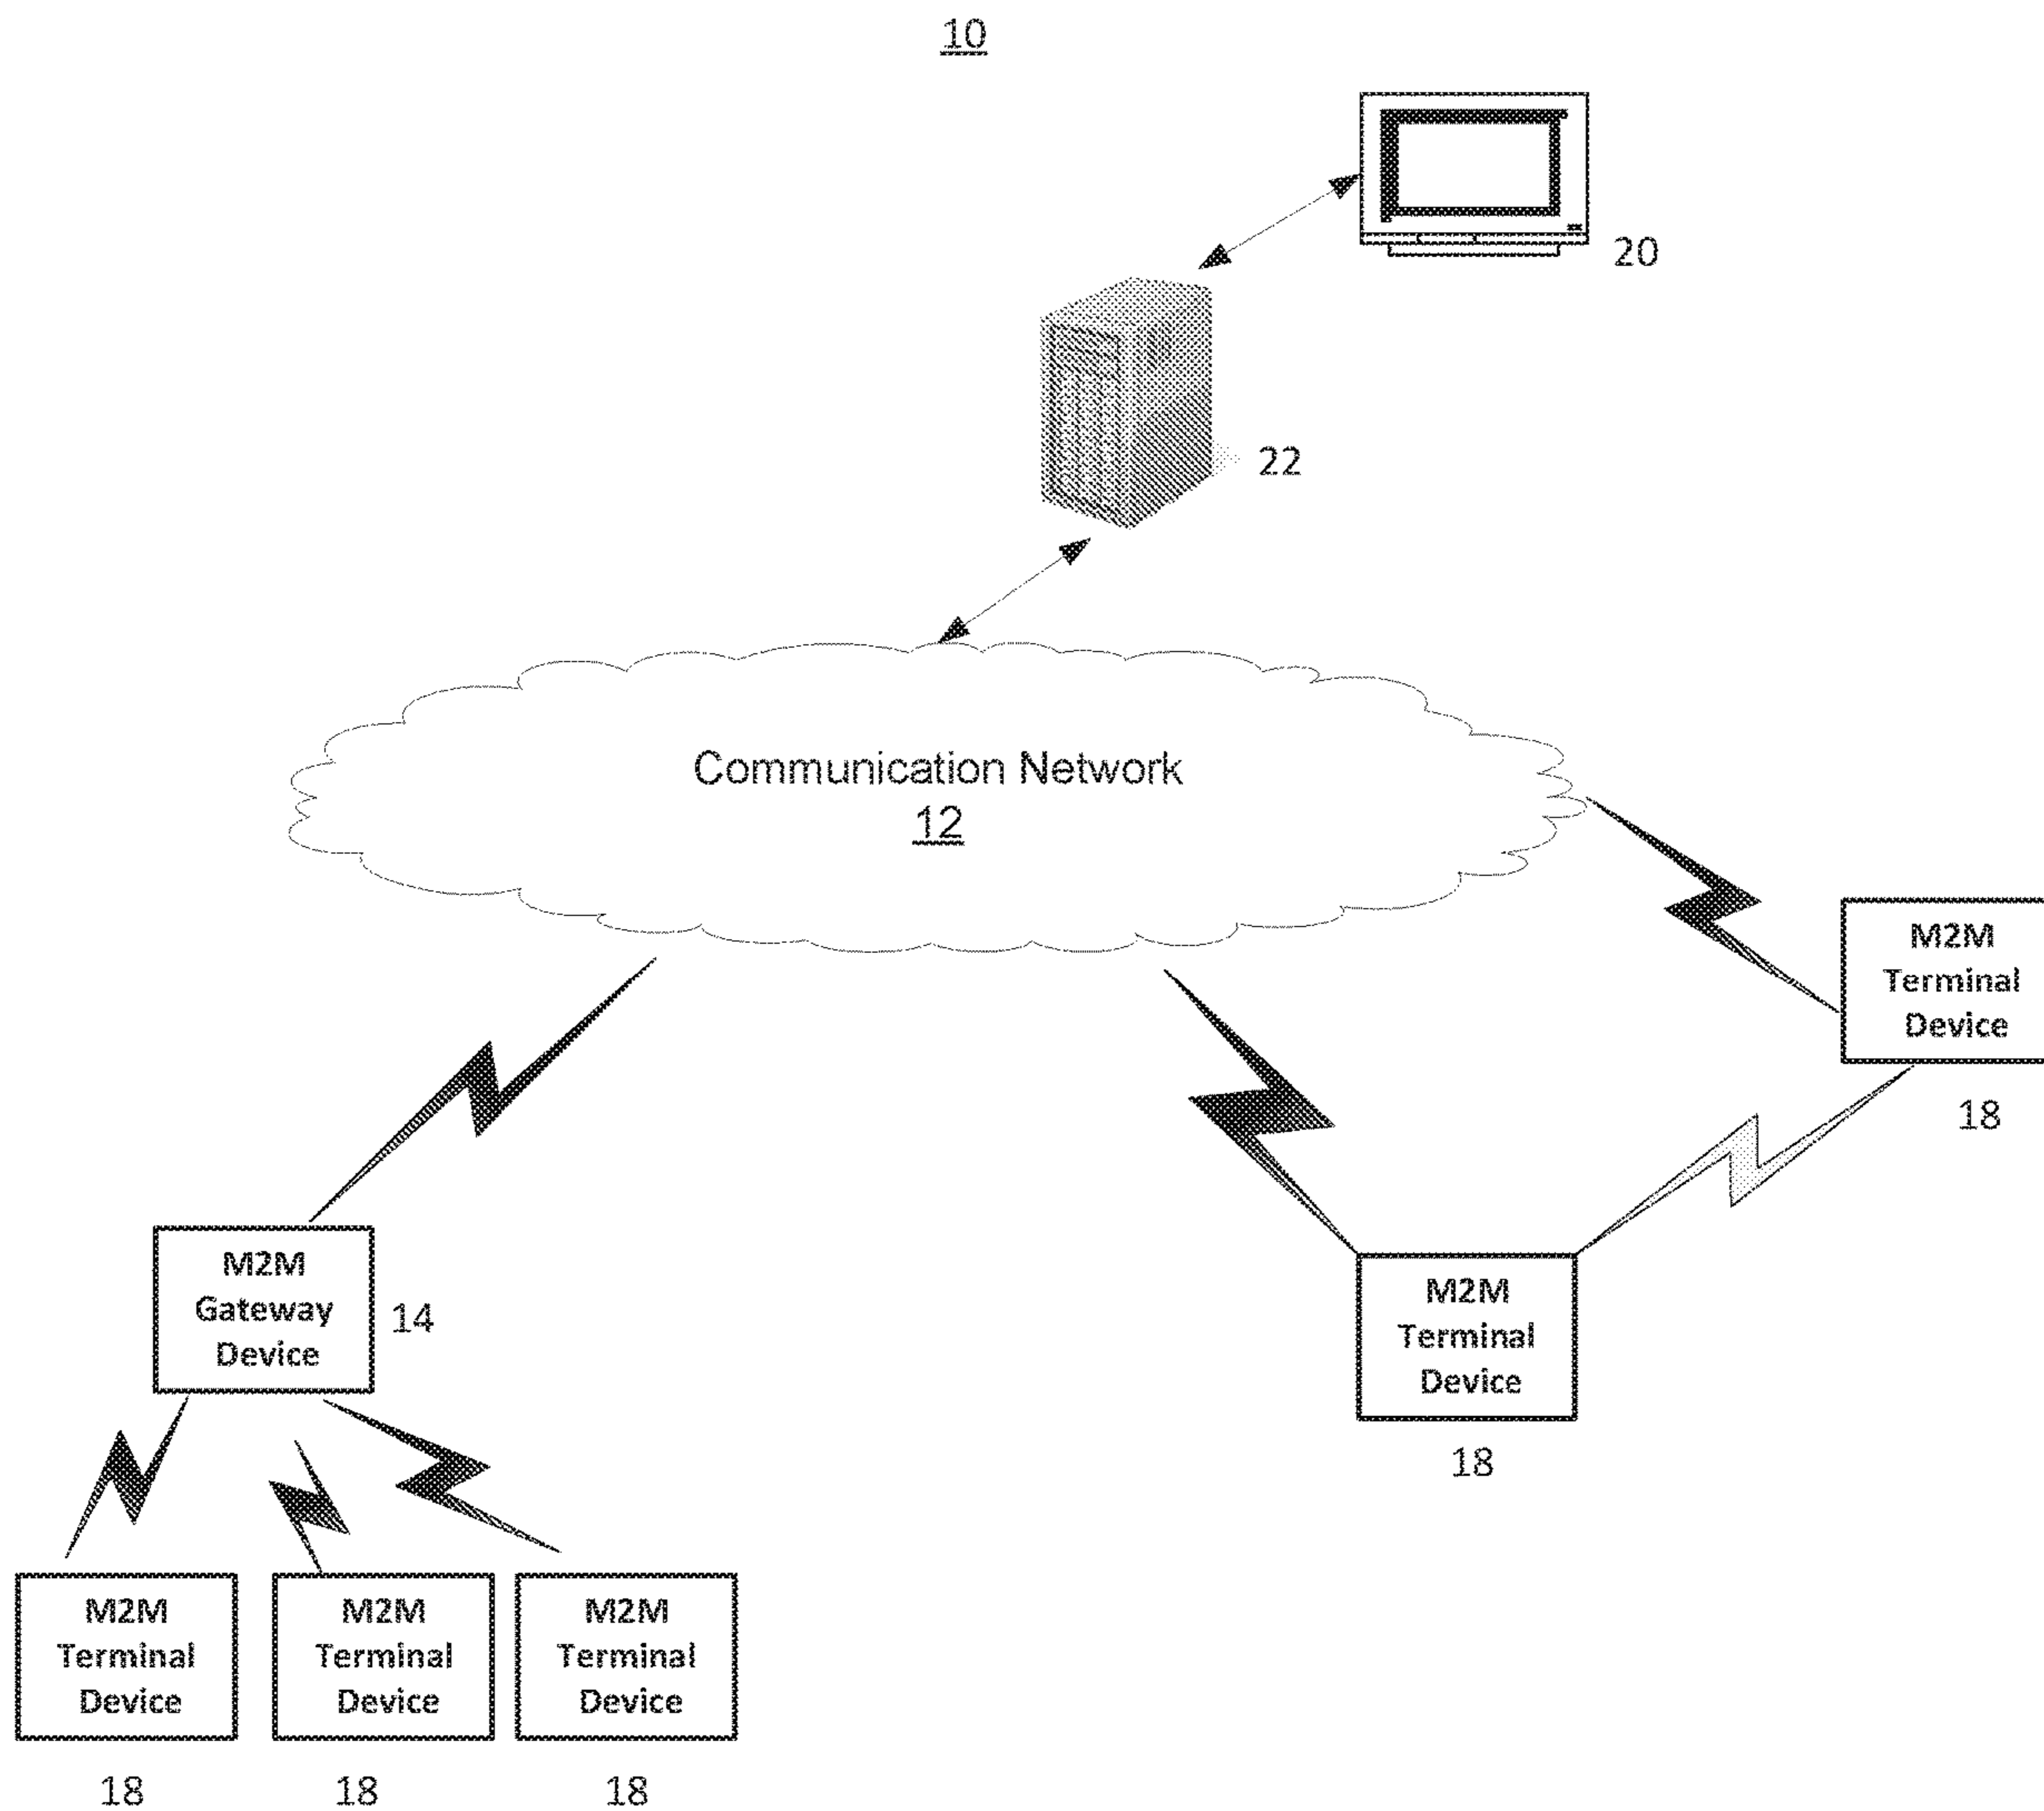 10
20
22
Communication Network
12
M2M
Terminal
Device
18
M2M
Gateway
Device
14
M2M
Terminal
Device
18
M2M
Terminal
Device
18
M2M
Terminal
Device
18
M2M
Terminal
Device
18